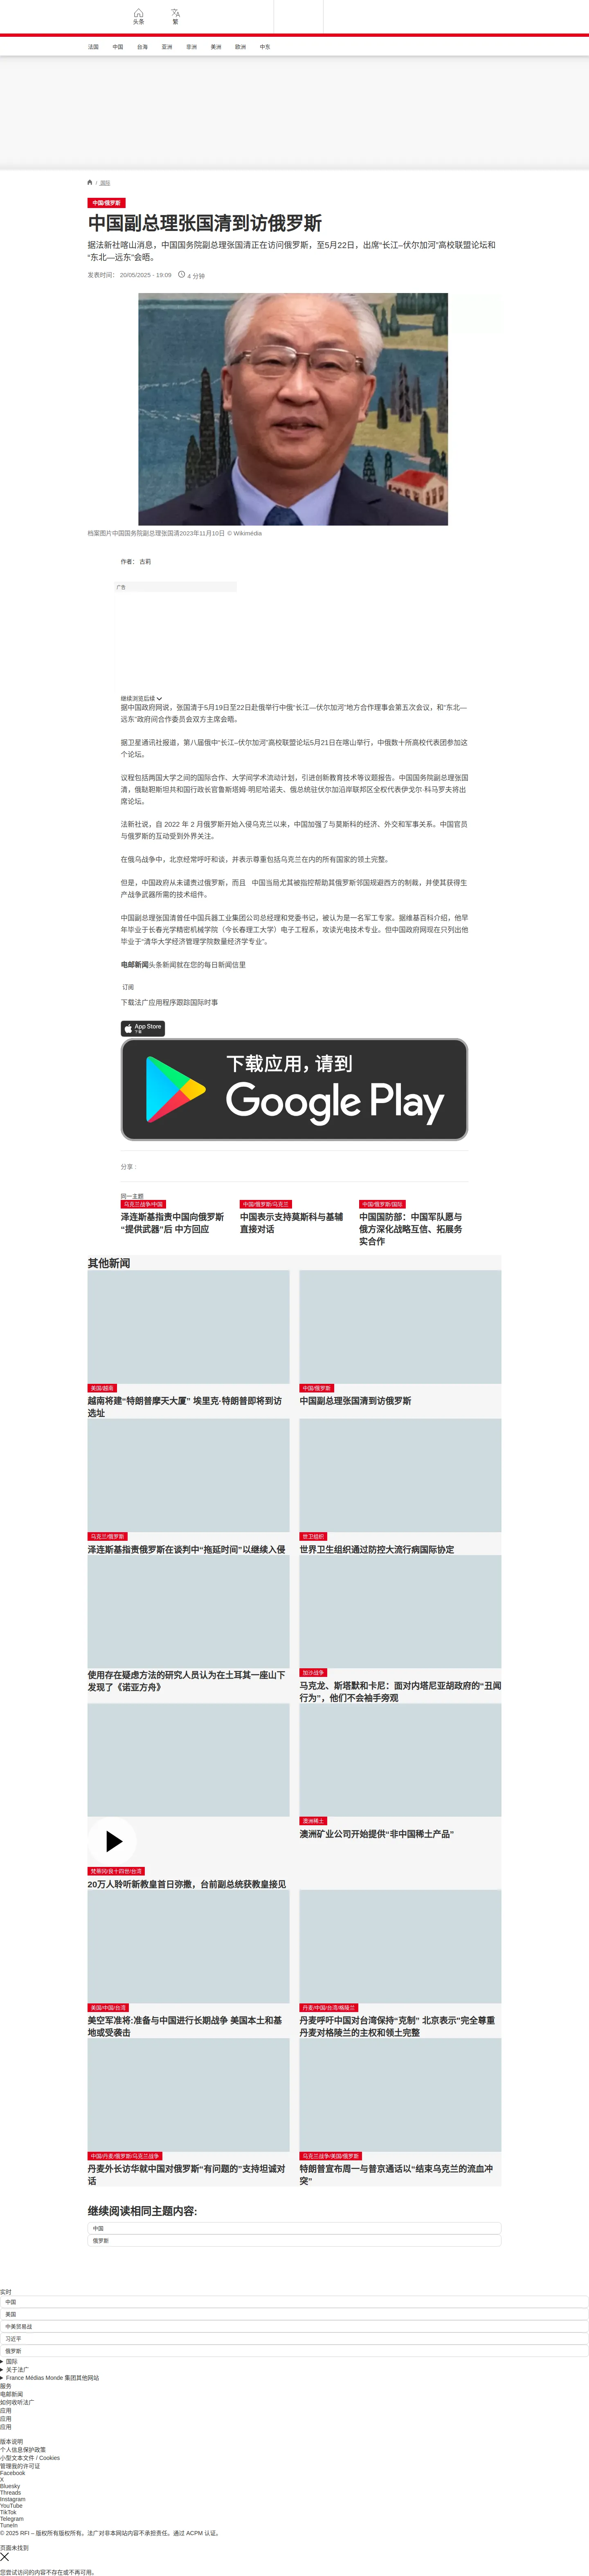 头条
繁
法国 中国 台海 亚洲 非洲 美洲 欧洲 中东
/ 国际
中国/俄罗斯
中国副总理张国清到访俄罗斯
据法新社喀山消息，中国国务院副总理张国清正在访问俄罗斯，至5月22日，出席“长江–伏尔加河”高校联盟论坛和
“东北—远东”会晤。
发表时间： 20/05/2025 - 19:09 4 分钟
档案图片中国国务院副总理张国清2023年11月10日 © Wikimédia
作者： 古莉
广告
继续浏览后续
据中国政府网说，张国清于5月19日至22日赴俄举行中俄“长江—伏尔加河”地方合作理事会第五次会议，和“东北—
远东”政府间合作委员会双方主席会晤。
据卫星通讯社报道，第八届俄中“长江–伏尔加河”高校联盟论坛5月21日在喀山举行，中俄数十所高校代表团参加这
个论坛。
议程包括两国大学之间的国际合作、大学间学术流动计划，引进创新教育技术等议题报告。中国国务院副总理张国
清，俄鞑靼斯坦共和国行政长官鲁斯塔姆·明尼哈诺夫、俄总统驻伏尔加沿岸联邦区全权代表伊戈尔·科马罗夫将出
席论坛。
法新社说，自 2022 年 2 月俄罗斯开始入侵乌克兰以来，中国加强了与莫斯科的经济、外交和军事关系。中国官员
与俄罗斯的互动受到外界关注。
在俄乌战争中，北京经常呼吁和谈，并表示尊重包括乌克兰在内的所有国家的领土完整。
但是，中国政府从未谴责过俄罗斯，而且 中国当局尤其被指控帮助其俄罗斯邻国规避西方的制裁，并使其获得生
产战争武器所需的技术组件。
中国副总理张国清曾任中国兵器工业集团公司总经理和党委书记，被认为是一名军工专家。据维基百科介绍，他早
年毕业于长春光学精密机械学院（今长春理工大学）电子工程系，攻读光电技术专业。但中国政府网现在只列出他
毕业于“清华大学经济管理学院数量经济学专业”。
电邮新闻头条新闻就在您的每日新闻信里
订阅
下载法广应用程序跟踪国际时事
App Store
下载
下载应用，请到
Google Play
分享 :
同一主题
乌克兰战争/中国
泽连斯基指责中国向俄罗斯
“提供武器”后 中方回应
中国/俄罗斯/乌克兰
中国表示支持莫斯科与基辅
直接对话
中国/俄罗斯/国际
中国国防部：中国军队愿与
俄方深化战略互信、拓展务
实合作
其他新闻
美国/越南
越南将建“特朗普摩天大厦” 埃里克·特朗普即将到访
选址
中国/俄罗斯
中国副总理张国清到访俄罗斯
乌克兰/俄罗斯
泽连斯基指责俄罗斯在谈判中“拖延时间”以继续入侵
世卫组织
世界卫生组织通过防控大流行病国际协定
使用存在疑虑方法的研究人员认为在土耳其一座山下
发现了《诺亚方舟》
加沙战争
马克龙、斯塔默和卡尼：面对内塔尼亚胡政府的“丑闻
行为”，他们不会袖手旁观
梵蒂冈/良十四世/台湾
20万人聆听新教皇首日弥撒，台前副总统获教皇接见
澳洲稀土
澳洲矿业公司开始提供“非中国稀土产品”
美国/中国/台湾
美空军准将:准备与中国进行长期战争 美国本土和基
地或受袭击
丹麦/中国/台湾/格陵兰
丹麦呼吁中国对台湾保持“克制” 北京表示"完全尊重
丹麦对格陵兰的主权和领土完整
中国/丹麦/俄罗斯/乌克兰战争
丹麦外长访华就中国对俄罗斯“有问题的”支持坦诚对
话
乌克兰战争/美国/俄罗斯
特朗普宣布周一与普京通话以“结束乌克兰的流血冲
突”
继续阅读相同主题内容:
中国
俄罗斯
实时
中国
美国
中美贸易战
习近平
俄罗斯
国际
关于法广
France Médias Monde 集团其他网站
服务
电邮新闻
如何收听法广
应用
应用
应用
版本说明
个人信息保护政策
小型文本文件 / Cookies
管理我的许可证
Facebook
X
Bluesky
Threads
Instagram
YouTube
TikTok
Telegram
TuneIn
© 2025 RFI – 版权所有版权所有。法广对非本网站内容不承担责任。通过 ACPM 认证。
页面未找到
您尝试访问的内容不存在或不再可用。